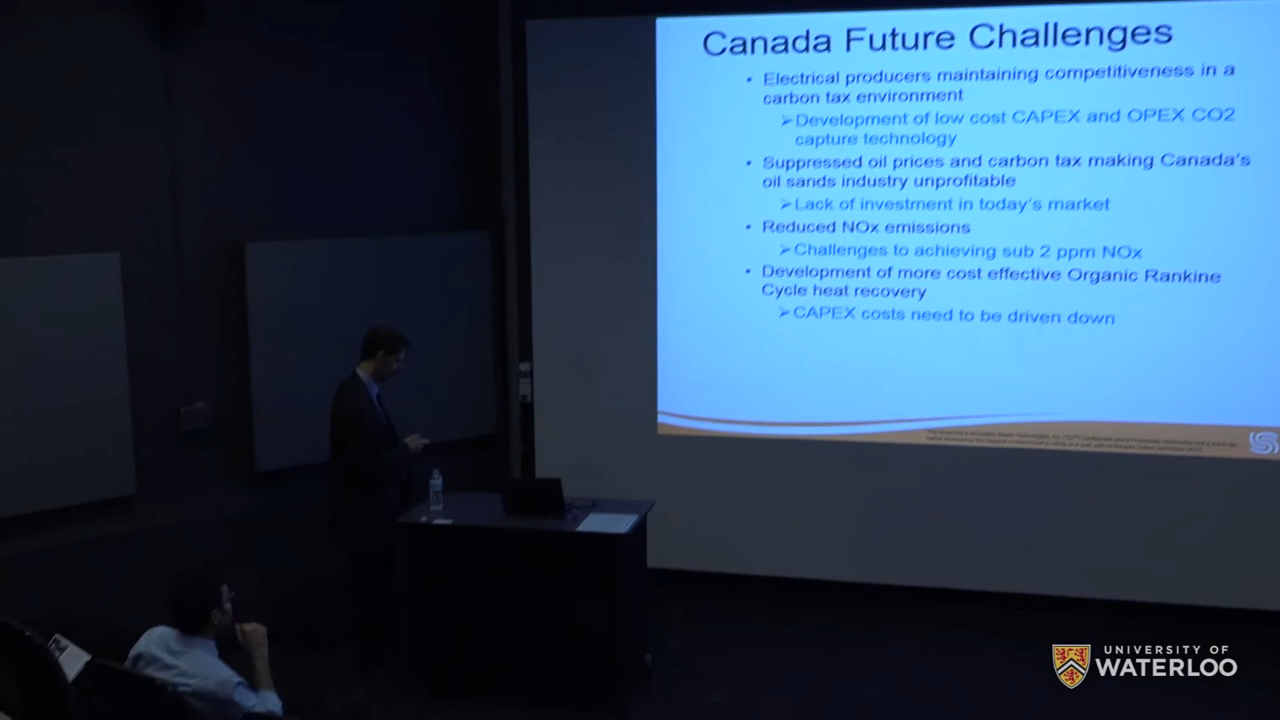 Canada Future Challenges
• Electrical producers maintaining competitiveness in a
carbon tax environment
➢Development of low cost CAPEX and OPEX CO2
capture technology
• Suppressed oil prices and carbon tax making Canada's
oil sands industry unprofitable
➢Lack of investment in today's market
• Reduced NOx emissions
➢Challenges to achieving sub 2 ppm NOx
• Development of more cost effective Organic Rankine
Cycle heat recovery
➢CAPEX costs need to be driven down
UNIVERSITY OF
WATERLOO